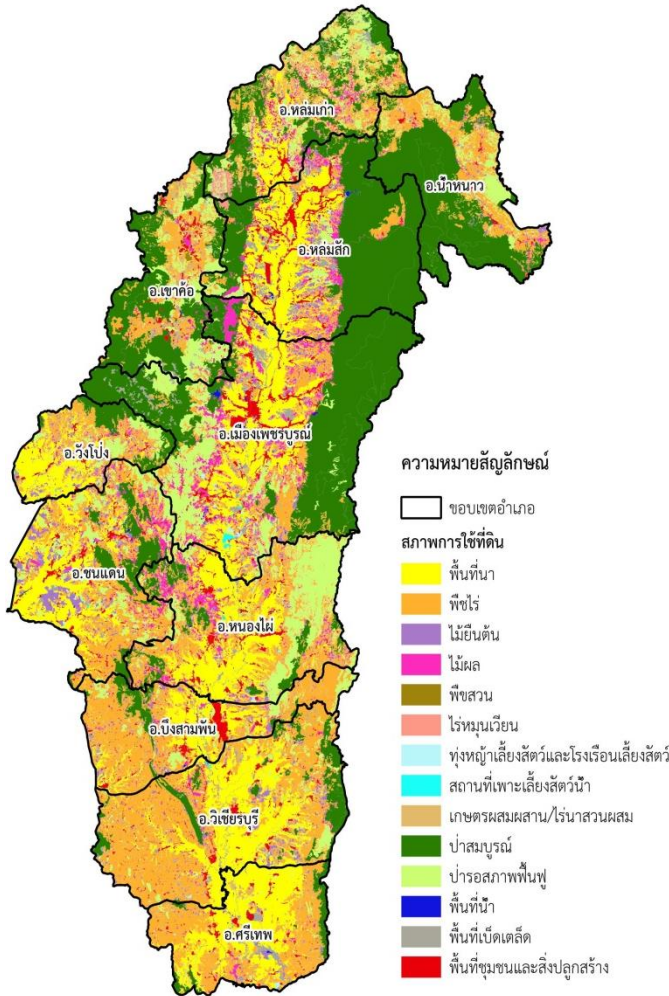 อ.หล่มเก่า
อ.น้ำหนาว
อ.หล่มสัก
อ.เขาค้อ
อ.เมืองเพชรบูรณ์
อ.วังโป่ง
อ.ชนแดน
อ.หนองไผ่
อ.บึงสามพัน
อ.วิเชียรบุรี
อ.ศรีเทพ
ความหมายสัญลักษณ์
ขอบเขตอำเภอ
สภาพการใช้ที่ดิน
พื้นที่นา
พืชไร่
ไม้ยืนต้น
ไม้ผล
พืชสวน
ไร่หมุนเวียน
ทุ่งหญ้าเลี้ยงสัตว์และโรงเรือนเลี้ยงสัตว์
สถานที่เพาะเลี้ยงสัตว์น้ำ
เกษตรผสมผสาน/ไร่นาสวนผสม
ป่าสมบูรณ์
ป่ารอสภาพฟื้นฟู
พื้นที่น้ำ
พื้นที่เบ็ดเตล็ด
พื้นที่ชุมชนและสิ่งปลูกสร้าง